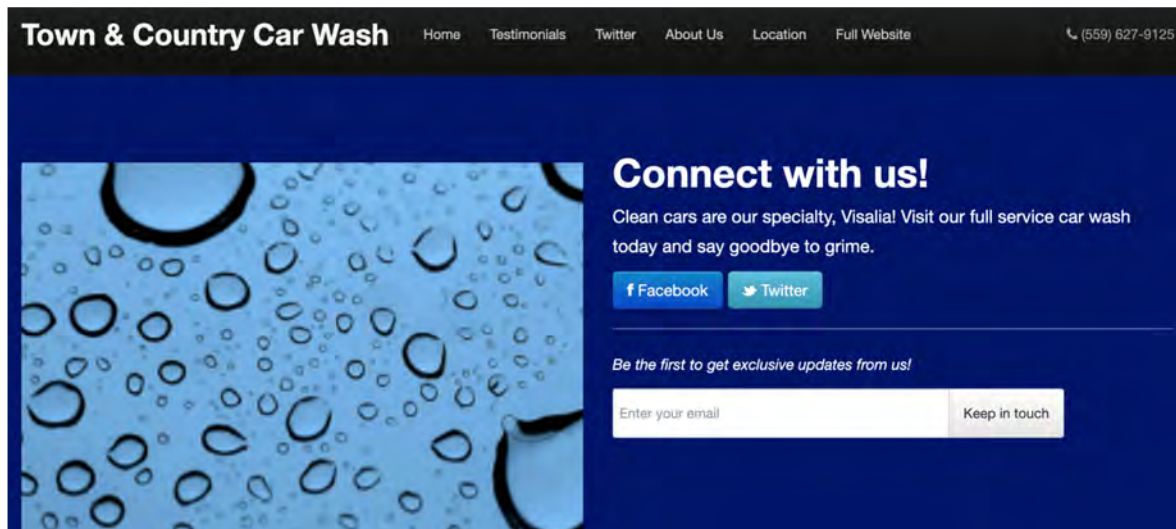 Town & Country Car Wash
Home
Testimonials
Twitter
About Us
Location
Full Website
(559) 627-9125
Connect with us!
Clean cars are our specialty, Visalia! Visit our full service car wash
today and say goodbye to grime.
Facebook
Twitter
Be the first to get exclusive updates from us!
Enter your email
Keep in touch